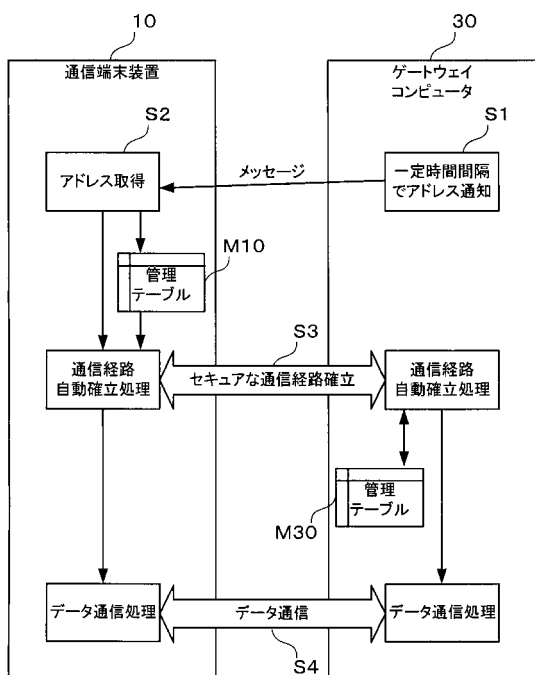 10
30
通信端末装置
ゲートウェイ
コンピュータ
S2
S1
アドレス取得
メッセージ
一定時間間隔
でアドレス通知
M10
管理
テーブル
S3
通信経路
自動確立処理
セキュアな通信経路確立
通信経路
自動確立処理
管理
テーブル
M30
データ通信処理
データ通信
データ通信処理
S4